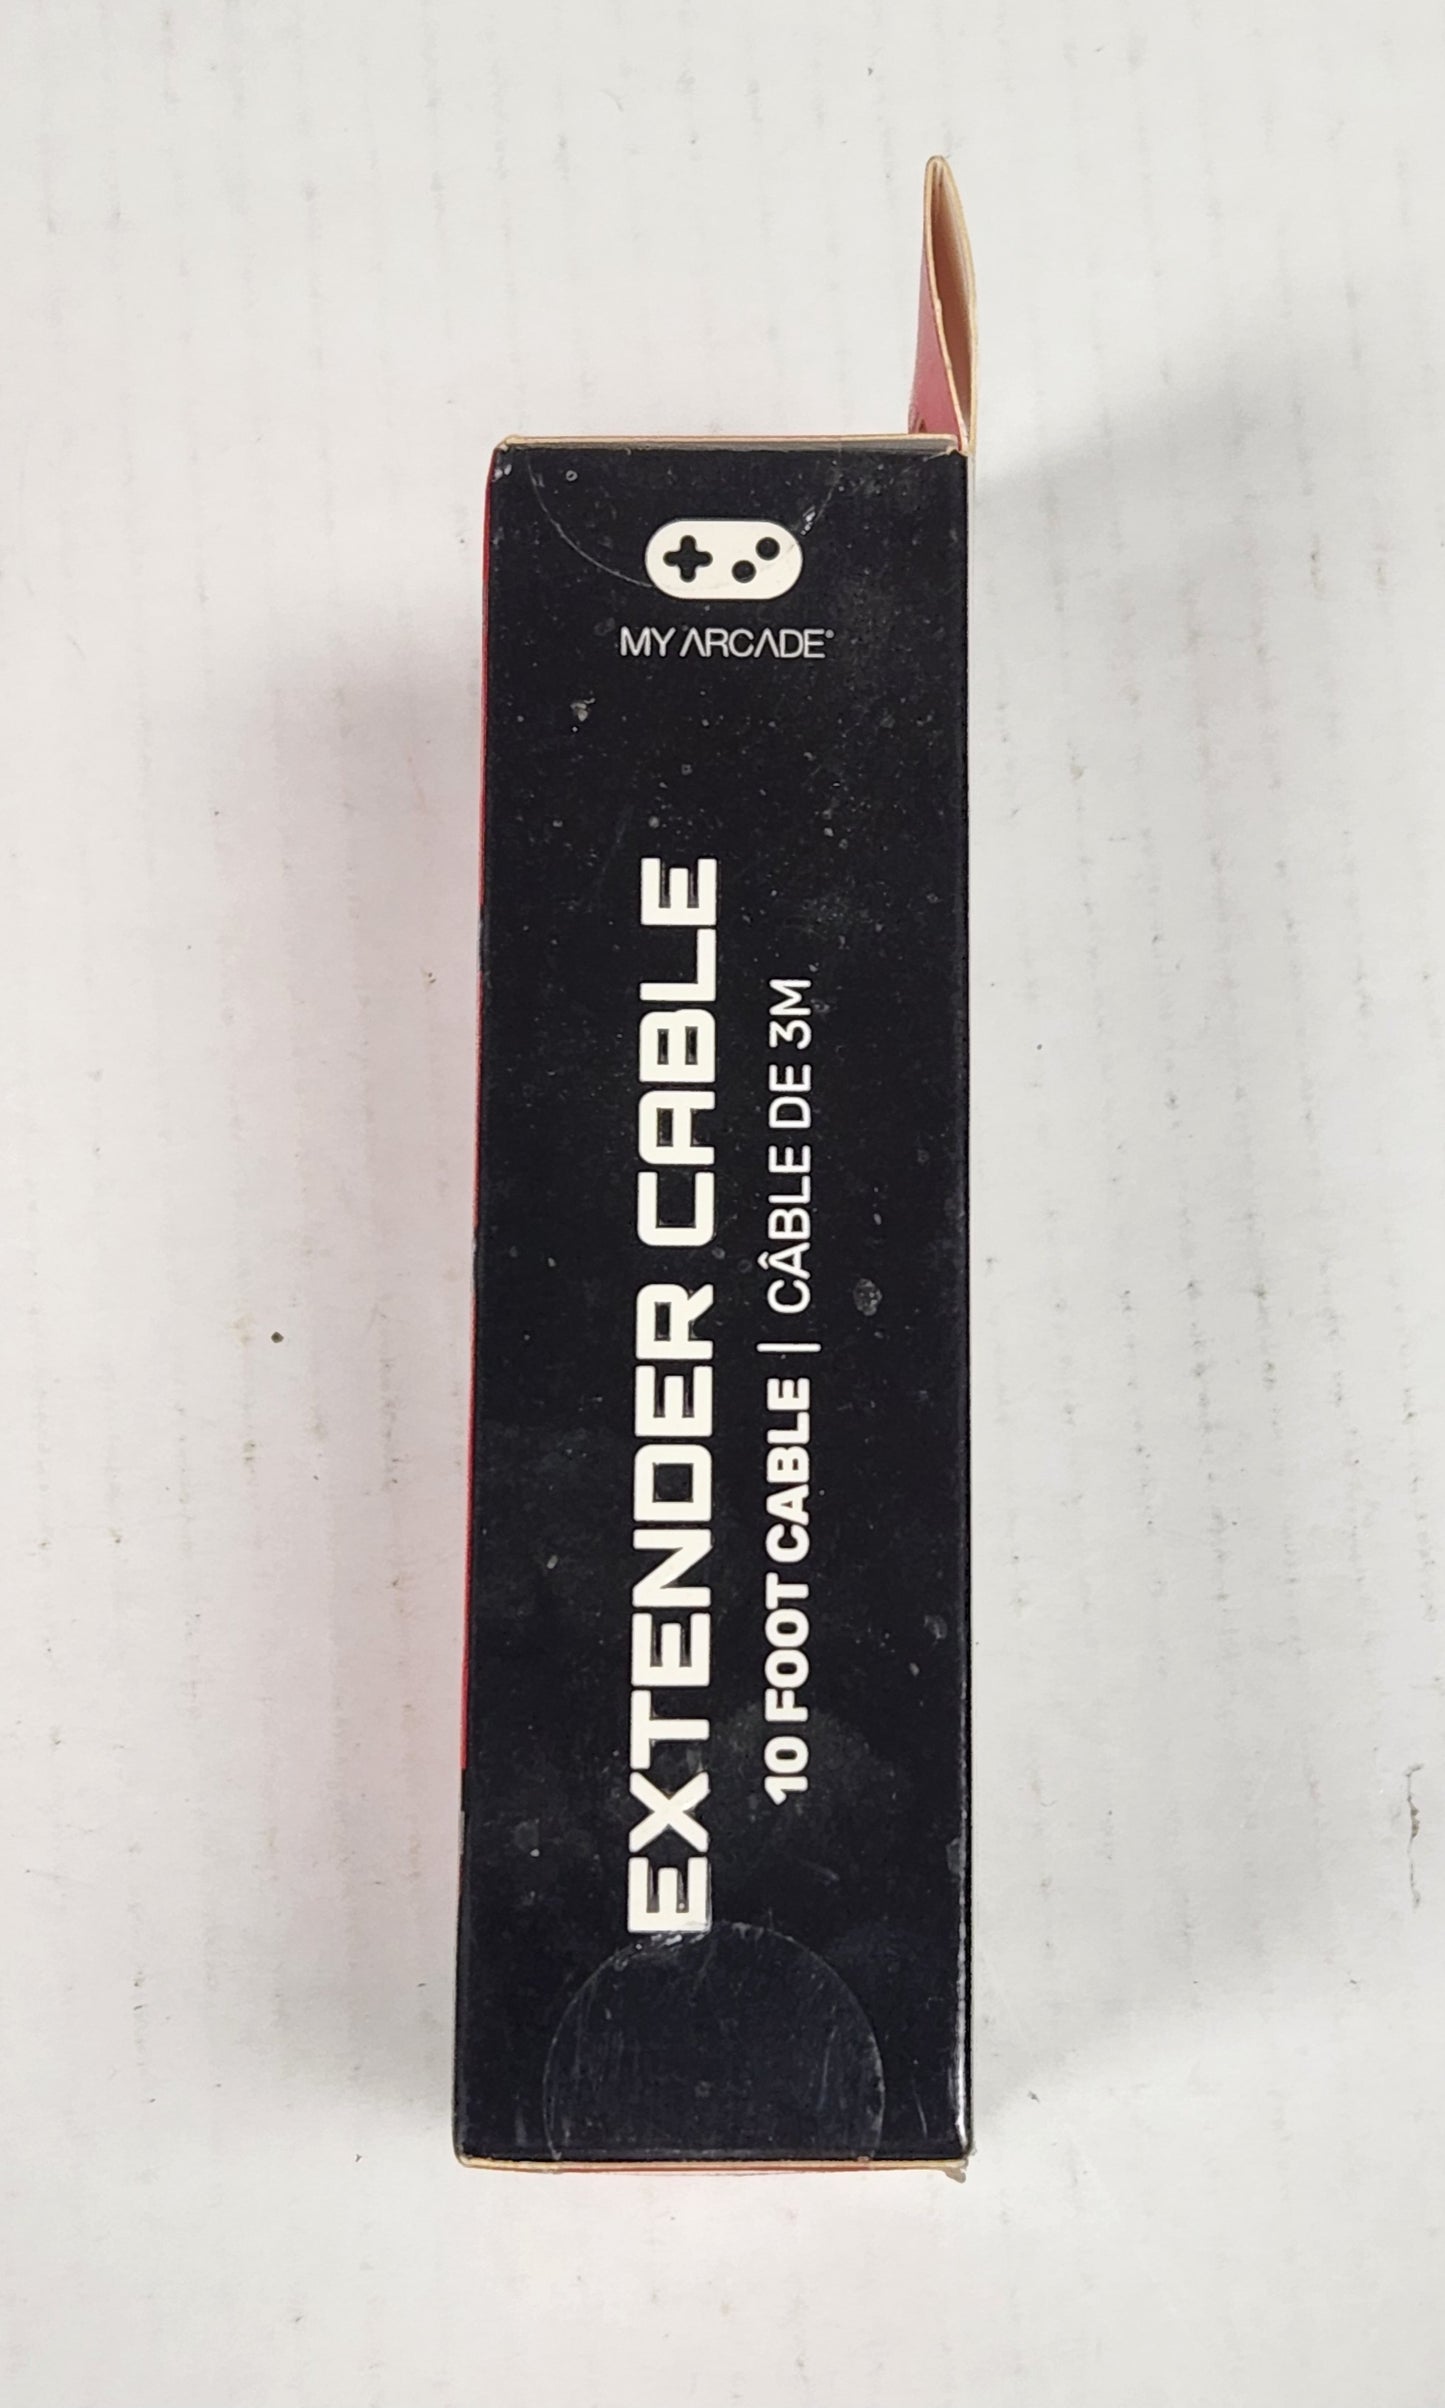 MY ARCADE®
EXTENDER CABLE
10 FOOT CABLE | CÂBLE DE 3M